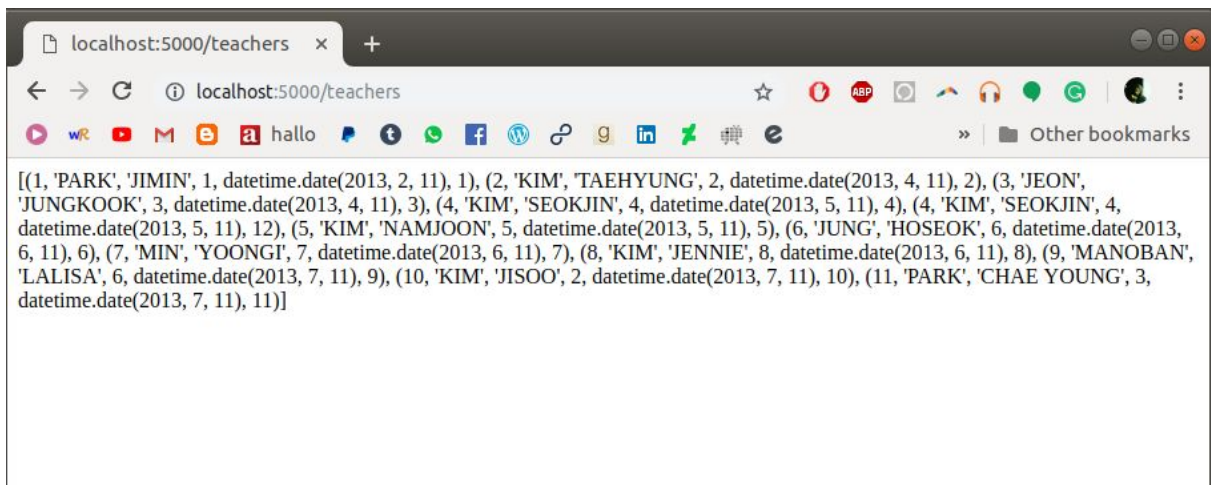 localhost:5000/teachers
localhost:5000/teachers
ABP
wR
hallo
g
in
Other bookmarks
[(1, 'PARK', 'JIMIN', 1, datetime.date(2013, 2, 11), 1), (2, 'KIM', 'TAEHYUNG', 2, datetime.date(2013, 4, 11), 2), (3, 'JEON',
'JUNGKOOK', 3, datetime.date(2013, 4, 11), 3), (4, 'KIM', 'SEOKJIN', 4, datetime.date(2013, 5, 11), 4), (4, 'KIM', 'SEOKJIN', 4,
datetime.date(2013, 5, 11), 12), (5, 'KIM', 'NAMJOON', 5, datetime.date(2013, 5, 11), 5), (6, 'JUNG', 'HOSEOK', 6, datetime.date(2013,
6, 11), 6), (7, 'MIN', 'YOONGI', 7, datetime.date(2013, 6, 11), 7), (8, 'KIM', 'JENNIE', 8, datetime.date(2013, 6, 11), 8), (9, 'MANOBAN',
'LALISA', 6, datetime.date(2013, 7, 11), 9), (10, 'KIM', 'JISOO', 2, datetime.date(2013, 7, 11), 10), (11, 'PARK', 'CHAE YOUNG', 3,
datetime.date(2013, 7, 11), 11)]